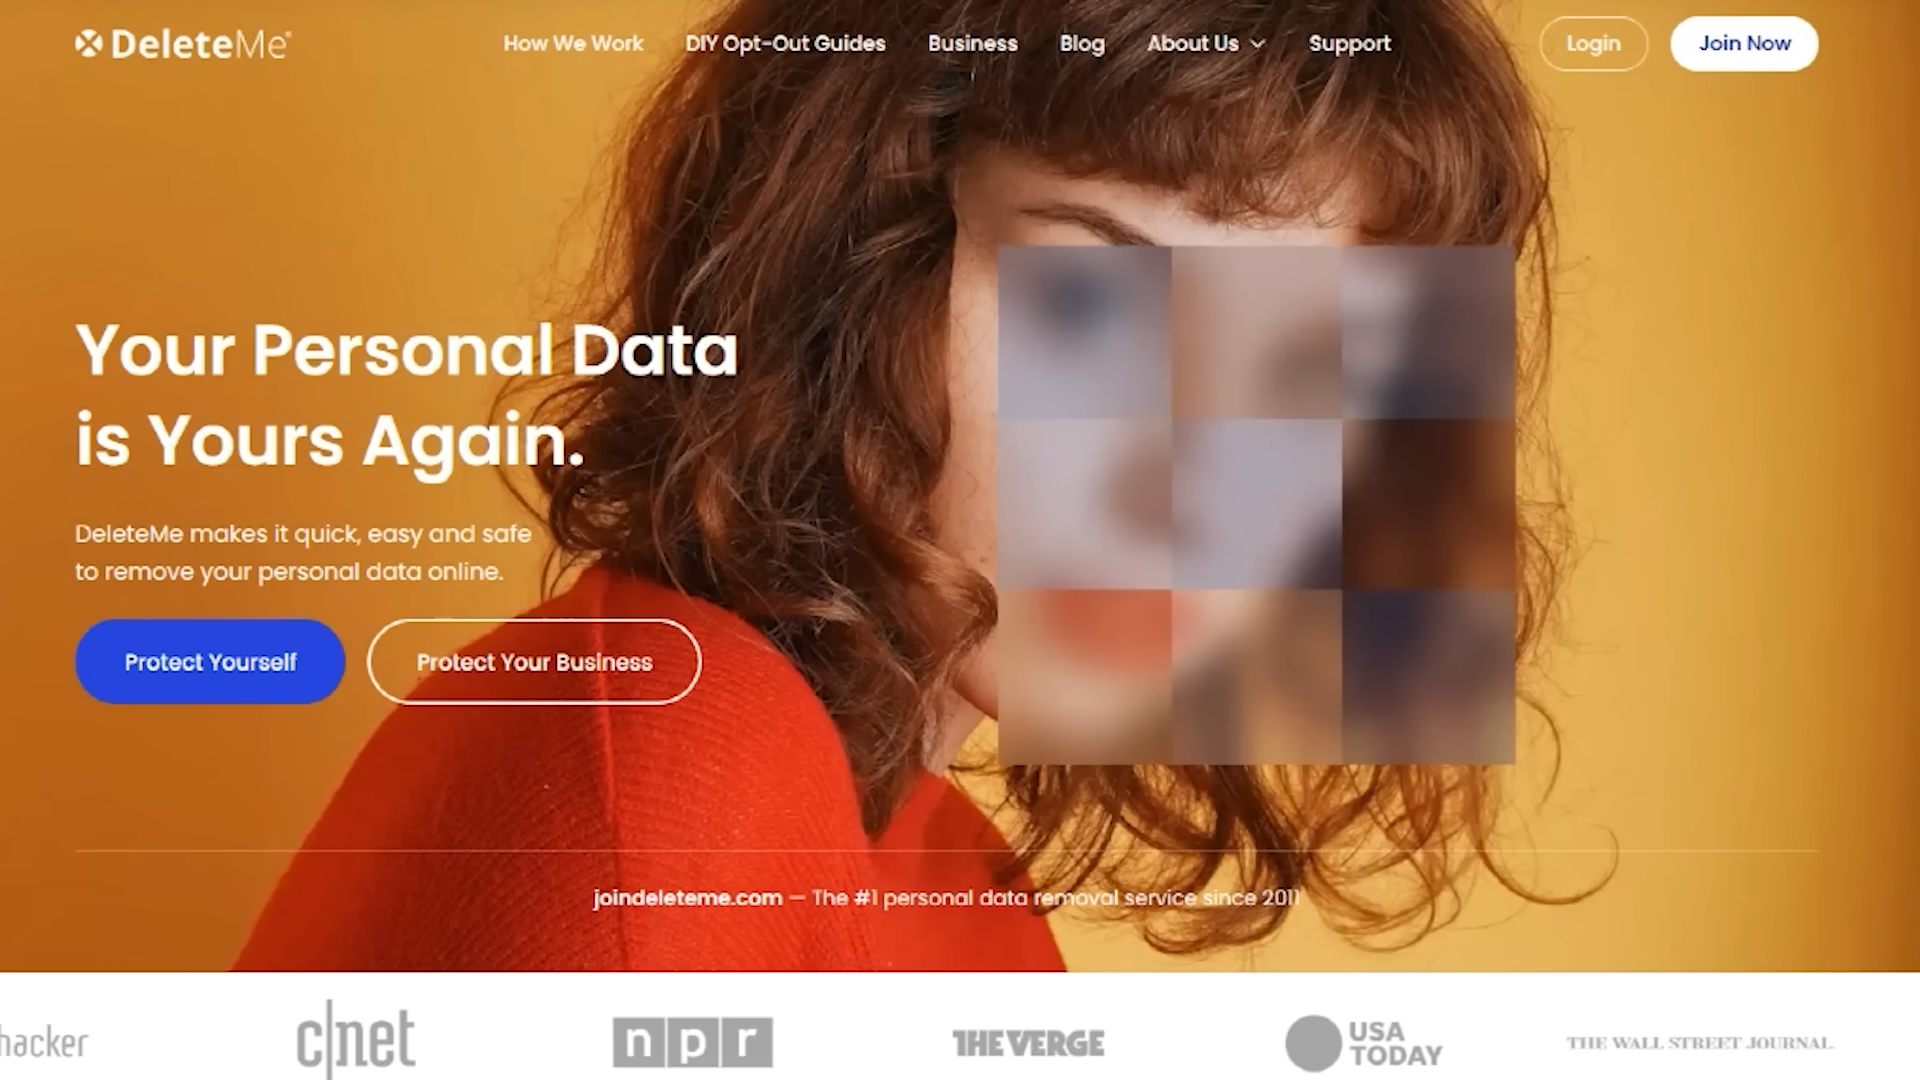 DeleteMe
How We Work
DIY Opt-Out Guides
Business
Blog
About Us
Support
Login
Join Now
Your Personal Data
is Yours Again.
DeleteMe makes it quick, easy and safe
to remove your personal data online.
Protect Yourself
Protect Your Business
joindeleteme.com — The #1 personal data removal service since 2011
hacker
c|net
npr
THE VERGE
USA
TODAY
THE WALL STREET JOURNAL.